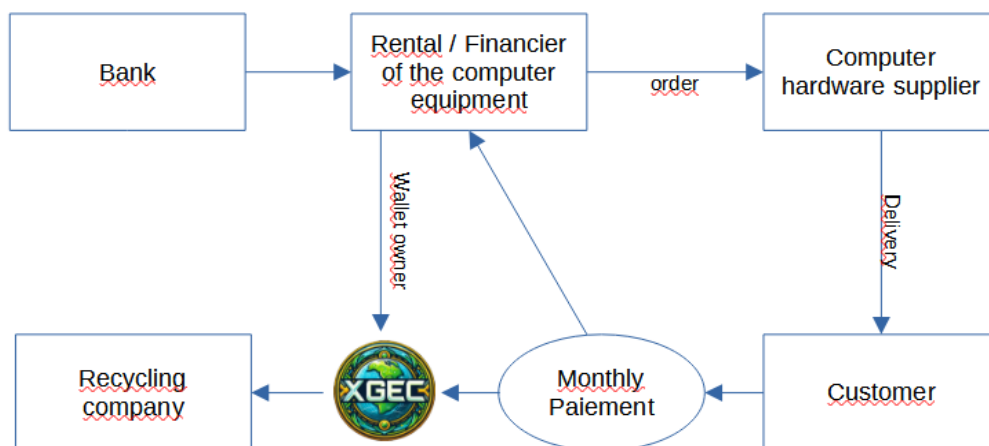 Bank
Rental / Financier
of the computer
equipment
order
Computer
hardware supplier
Wallet owner
Delivery
Recycling
company
XGEC
Monthly
Paiement
Customer